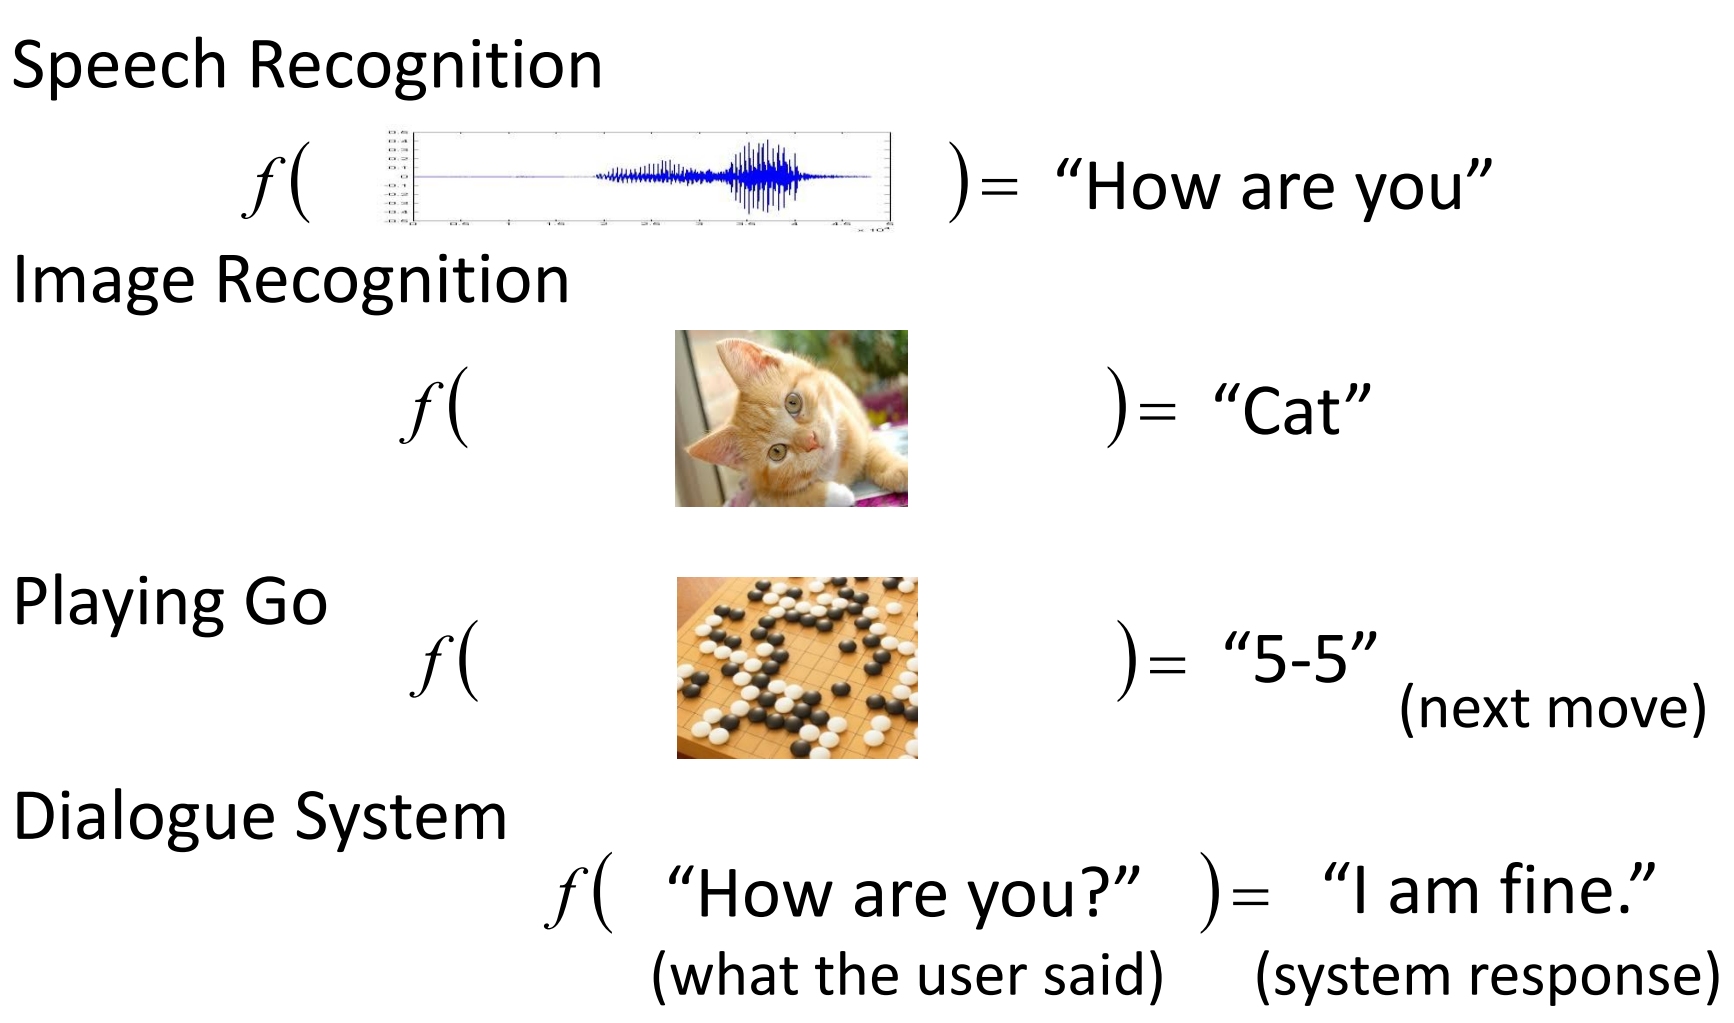 Speech Recognition
f( ) = “How are you”
Image Recognition
f( ) = “Cat”
Playing Go
f( ) = “5-5”
(next move)
Dialogue System
f( “How are you?” ) = “I am fine.”
(what the user said) (system response)